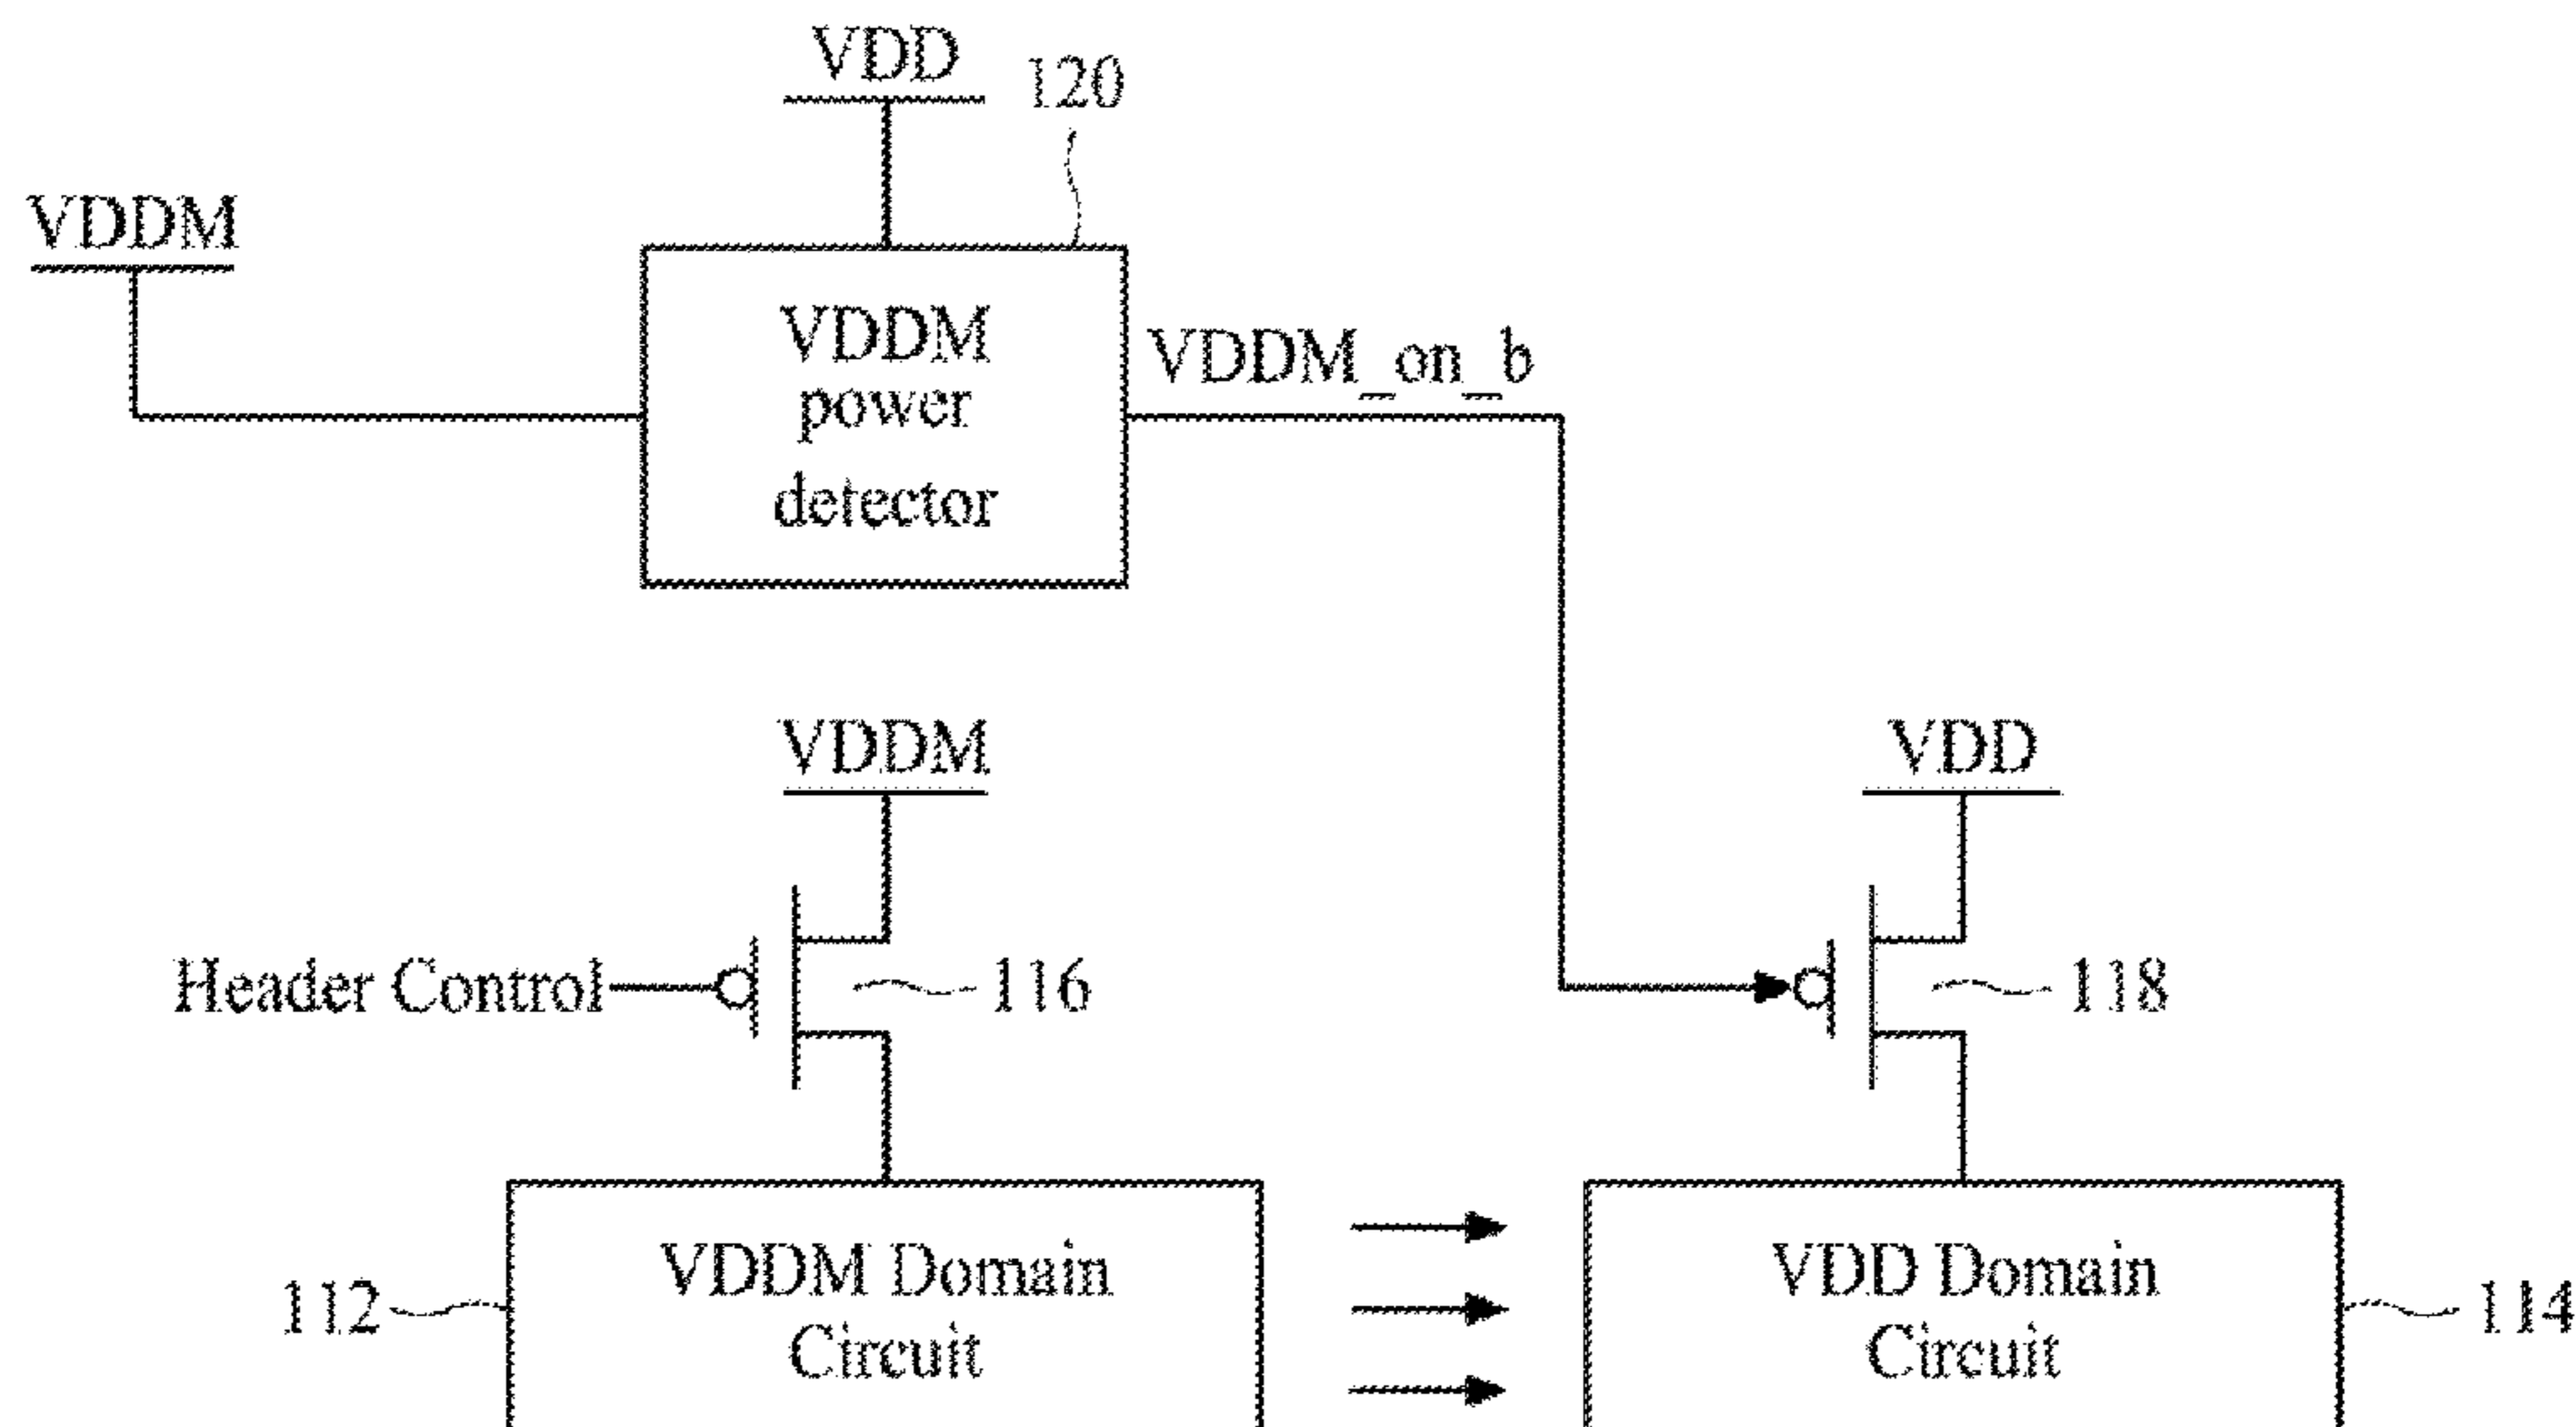 VDD
120
VDDM
VDDM
power
detector
VDDM_on_b
VDDM
VDD
Header Control
116
118
112
VDDM Domain
Circuit
VDD Domain
Circuit
114